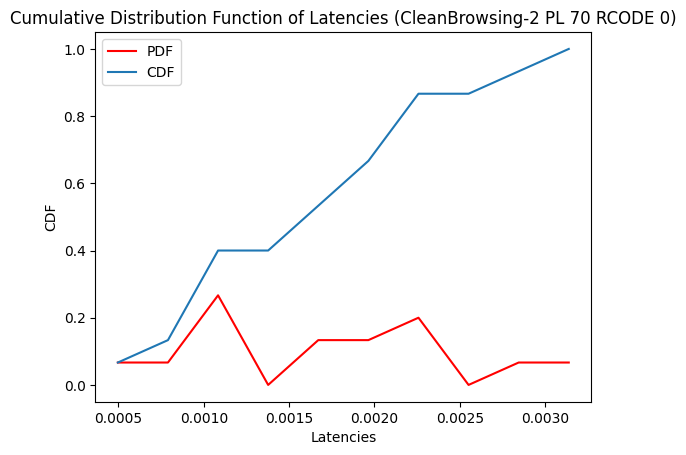 Cumulative Distribution Function of Latencies (CleanBrowsing-2 PL 70 RCODE 0)
PDF
CDF
1.0
0.8
0.6
0.4
0.2
0.0
CDF
0.0005
0.0010
0.0015
0.0020
0.0025
0.0030
Latencies